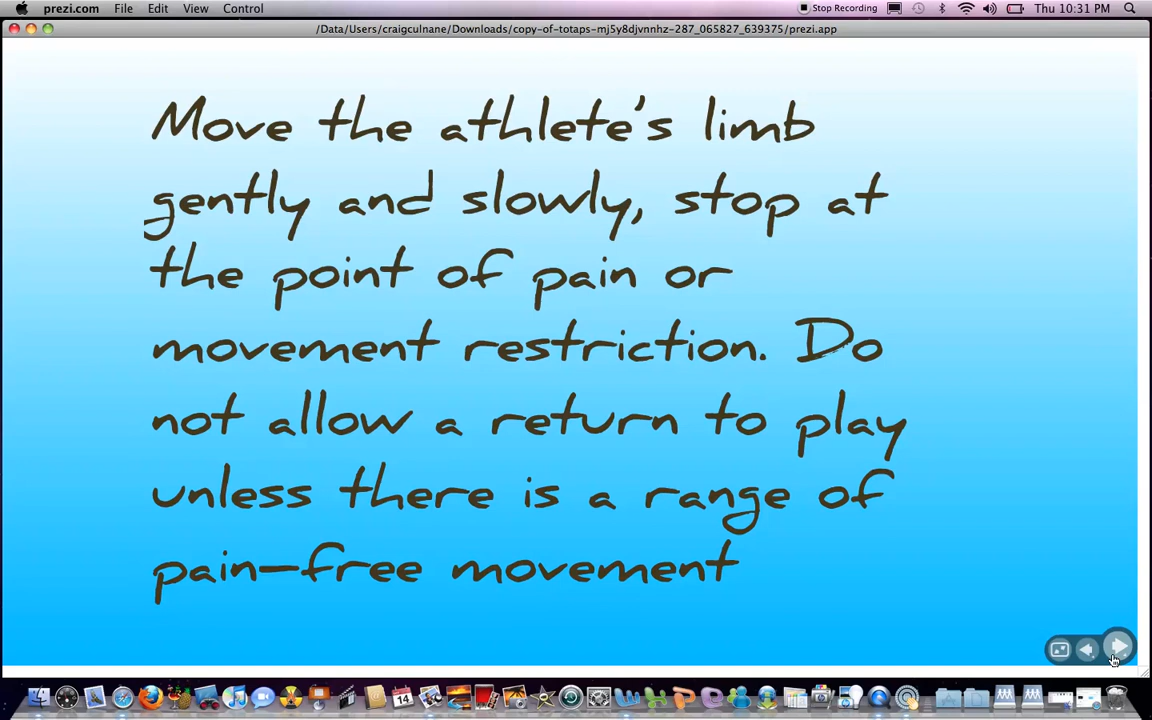 prezi.com File Edit View Control Stop Recording Thu 10:31 PM
/Data/Users/craigculnane/Downloads/copy-of-totaps-mj5y8djvnnhz-287_065827_639375/prezi.app
Move the athlete's limb
gently and slowly, stop at
the point of pain or
movement restriction. Do
not allow a return to play
unless there is a range of
pain-free movement